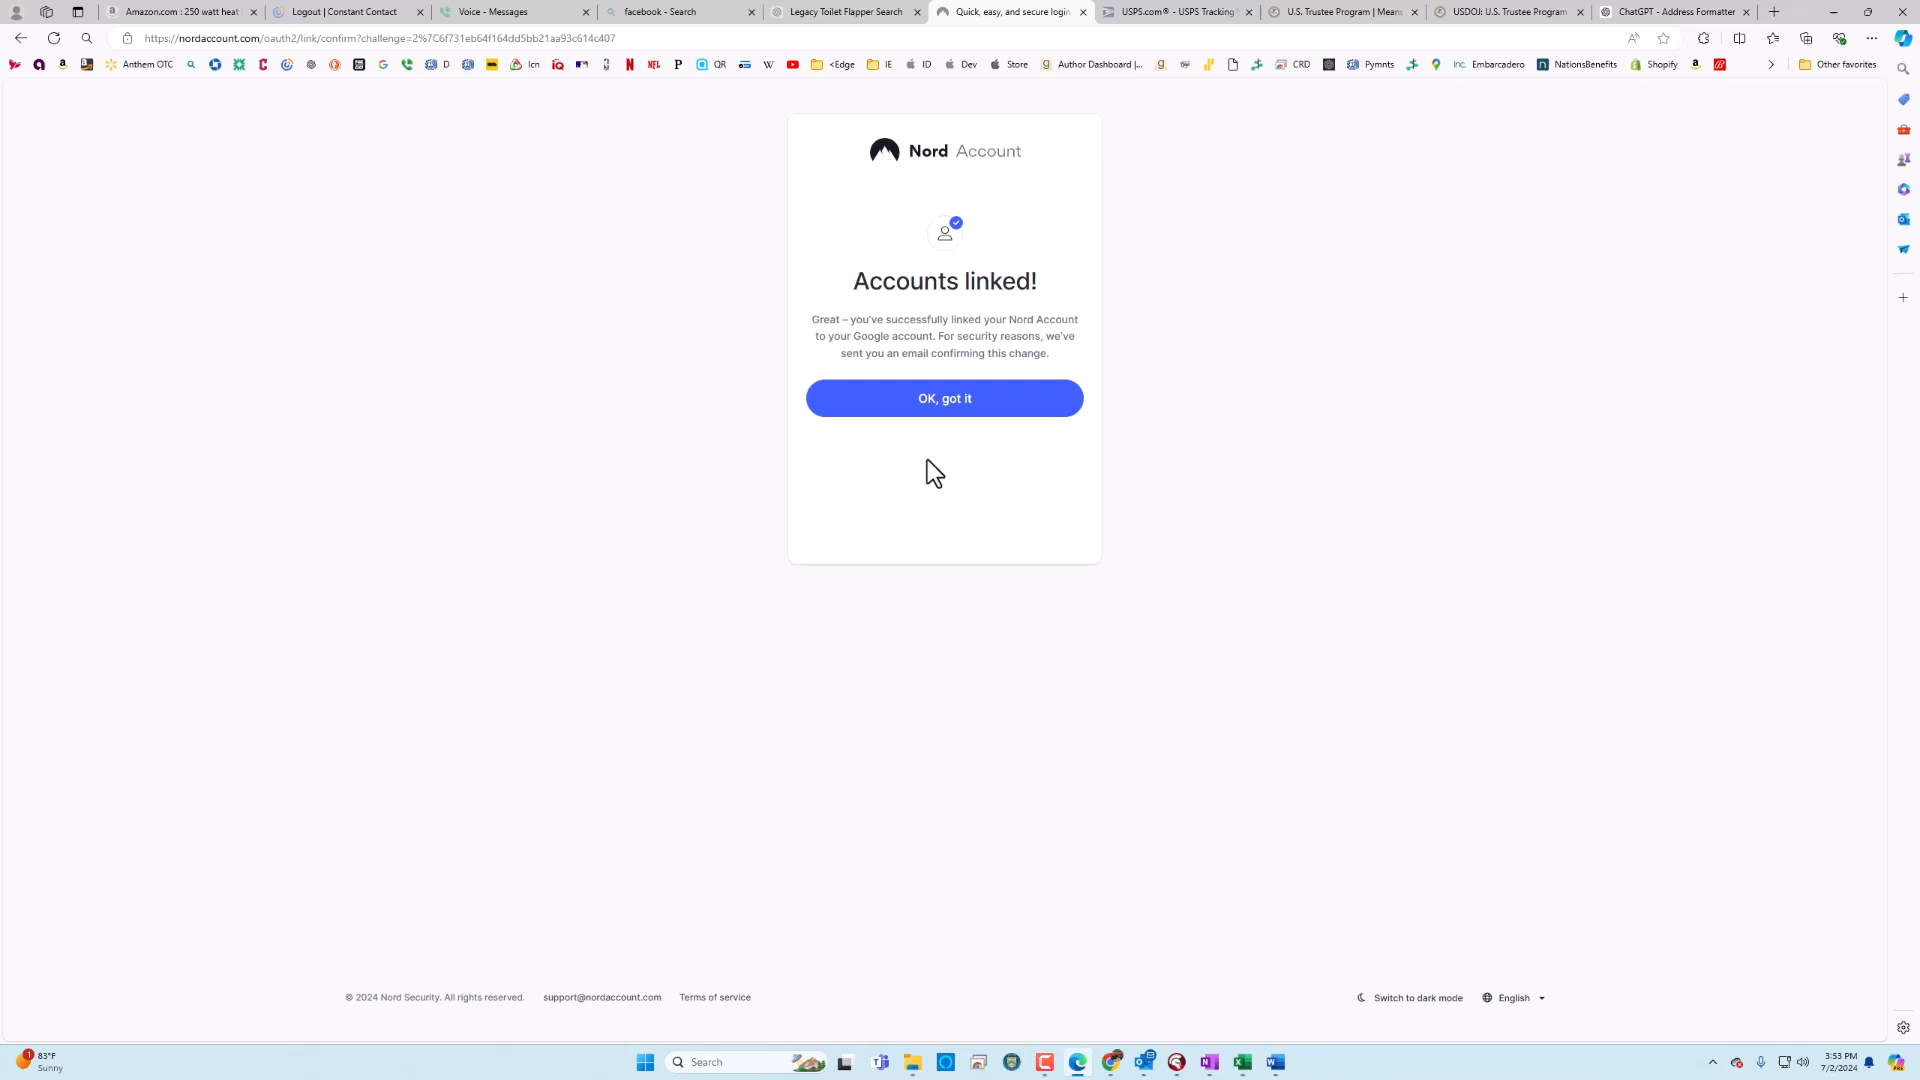 Amazon.com : 250 watt heat
Logout | Constant Contact
Voice - Messages
facebook - Search
Legacy Toilet Flapper Search
Quick, easy, and secure login
USPS.com® - USPS Tracking
U.S. Trustee Program | Means
USDOJ: U.S. Trustee Program
ChatGPT - Address Formatter
https://nordaccount.com/oauth2/link/confirm?challenge=2%7C6f731eb64f164dd5bb21aa93c614c407
Anthem OTC
D
Icn
NFL
P
QR
W
<Edge
IE
ID
Dev
Store
Author Dashboard |...
CRD
Pymnts
Inc.
Embarcadero
NationsBenefits
Shopify
Other favorites
Nord Account
Accounts linked!
Great – you've successfully linked your Nord Account
to your Google account. For security reasons, we've
sent you an email confirming this change.
OK, got it
© 2024 Nord Security. All rights reserved.
support@nordaccount.com
Terms of service
Switch to dark mode
English
1
83°F
Sunny
Search
3:53 PM
7/2/2024